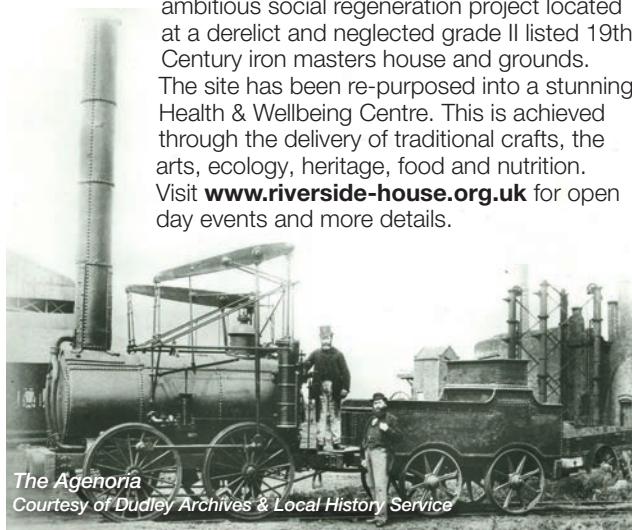 ambitious social regeneration project located
at a derelict and neglected grade II listed 19th
Century iron masters house and grounds.
The site has been re-purposed into a stunning
Health & Wellbeing Centre. This is achieved
through the delivery of traditional crafts, the
arts, ecology, heritage, food and nutrition.
Visit www.riverside-house.org.uk for open
day events and more details.
The Agenoria
Courtesy of Dudley Archives & Local History Service